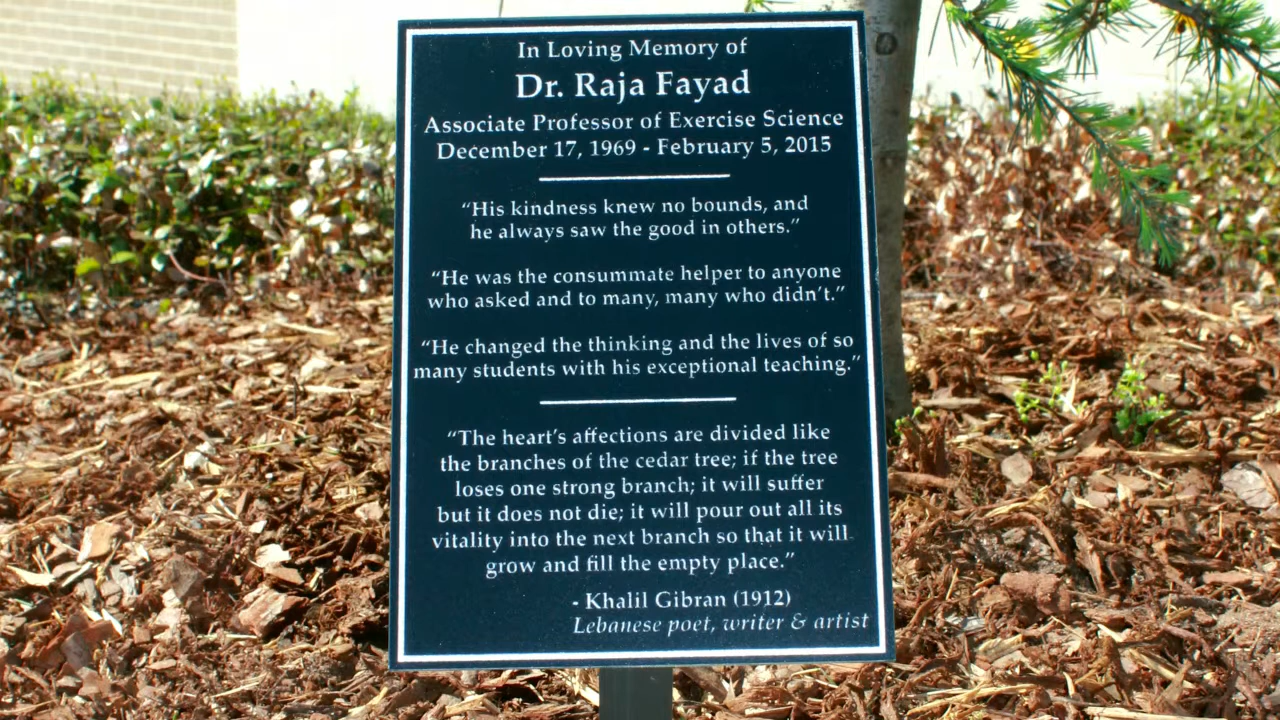 In Loving Memory of
Dr. Raja Fayad
Associate Professor of Exercise Science
December 17, 1969 - February 5, 2015
“His kindness knew no bounds, and
he always saw the good in others.”
“He was the consummate helper to anyone
who asked and to many, many who didn’t.”
“He changed the thinking and the lives of so
many students with his exceptional teaching.”
“The heart’s affections are divided like
the branches of the cedar tree; if the tree
loses one strong branch; it will suffer
but it does not die; it will pour out all its
vitality into the next branch so that it will
grow and fill the empty place.”
- Khalil Gibran (1912)
Lebanese poet, writer & artist